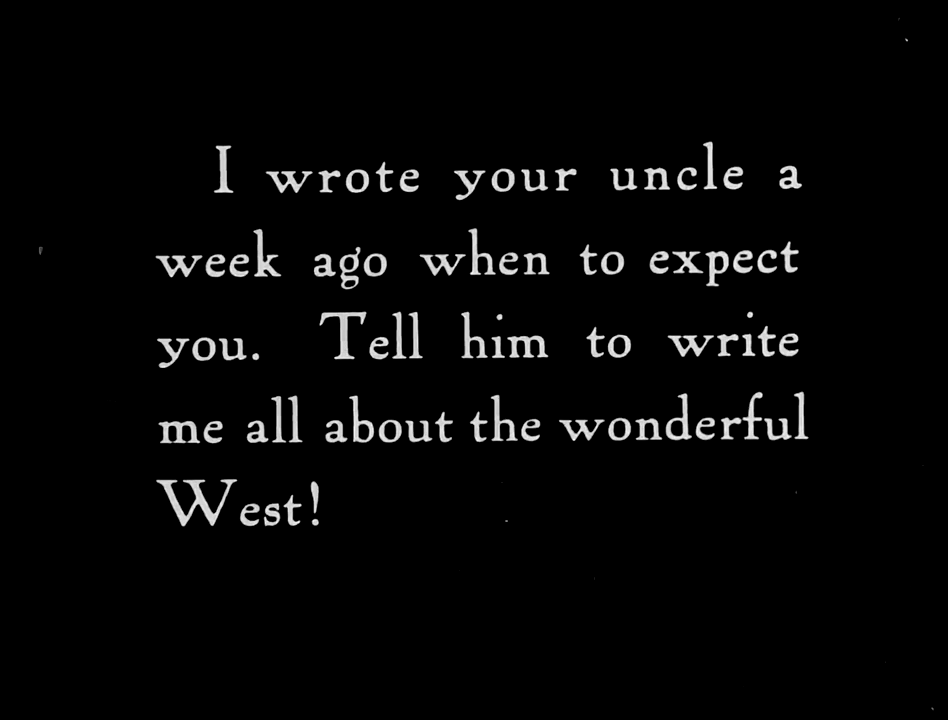 I wrote your uncle a
week ago when to expect
you. Tell him to write
me all about the wonderful
West!